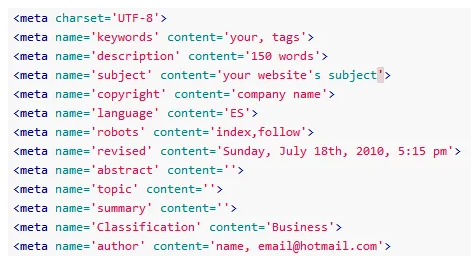 <meta charset='UTF-8'>
<meta name='keywords' content='your, tags'>
<meta name='description' content='150 words'>
<meta name='subject' content='your website's subject'>
<meta name='copyright' content='company name'>
<meta name='language' content='ES'>
<meta name='robots' content='index,follow'>
<meta name='revised' content='Sunday, July 18th, 2010, 5:15 pm'>
<meta name='abstract' content=''>
<meta name='topic' content=''>
<meta name='summary' content=''>
<meta name='Classification' content='Business'>
<meta name='author' content='name, email@hotmail.com'>